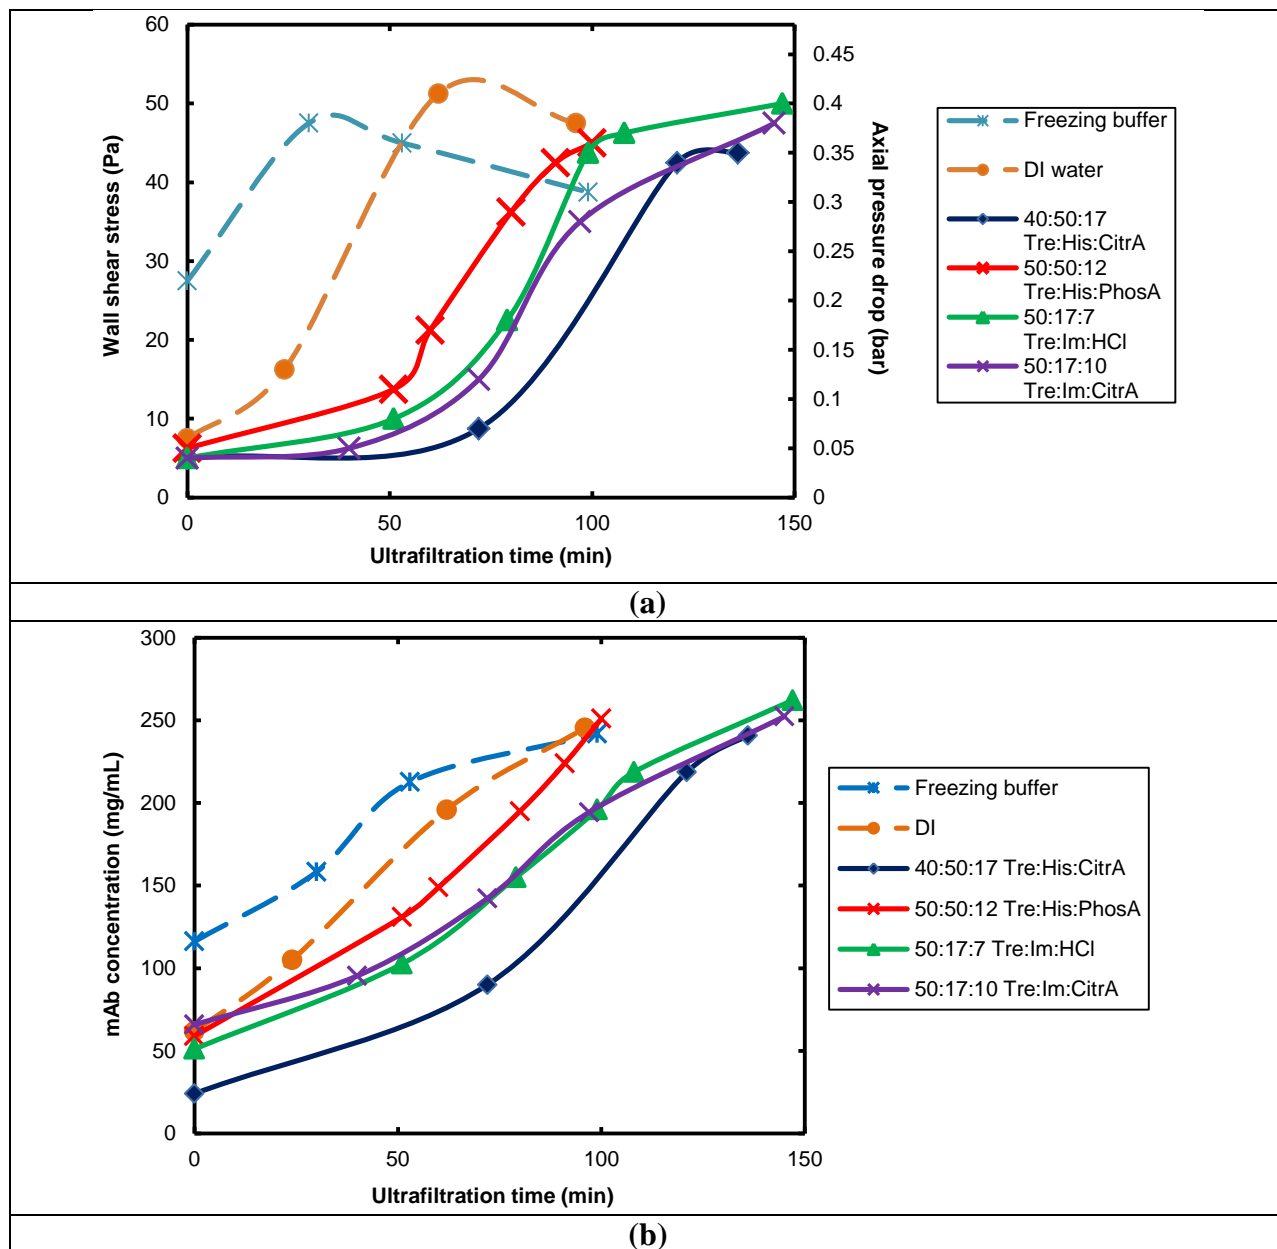 60
50
40
30
20
10
0
Wall shear stress (Pa)
0.45
0.4
0.35
0.3
0.25
0.2
0.15
0.1
0.05
0
Axial pressure drop (bar)
0 50 100 150
Ultrafiltration time (min)
Freezing buffer
DI water
40:50:17
Tre:His:CitrA
50:50:12
Tre:His:PhosA
50:17:7
Tre:Im:HCl
50:17:10
Tre:Im:CitrA
(a)
300
250
200
150
100
50
0
mAb concentration (mg/mL)
0 50 100 150
Ultrafiltration time (min)
Freezing buffer
DI
40:50:17 Tre:His:CitrA
50:50:12 Tre:His:PhosA
50:17:7 Tre:Im:HCl
50:17:10 Tre:Im:CitrA
(b)